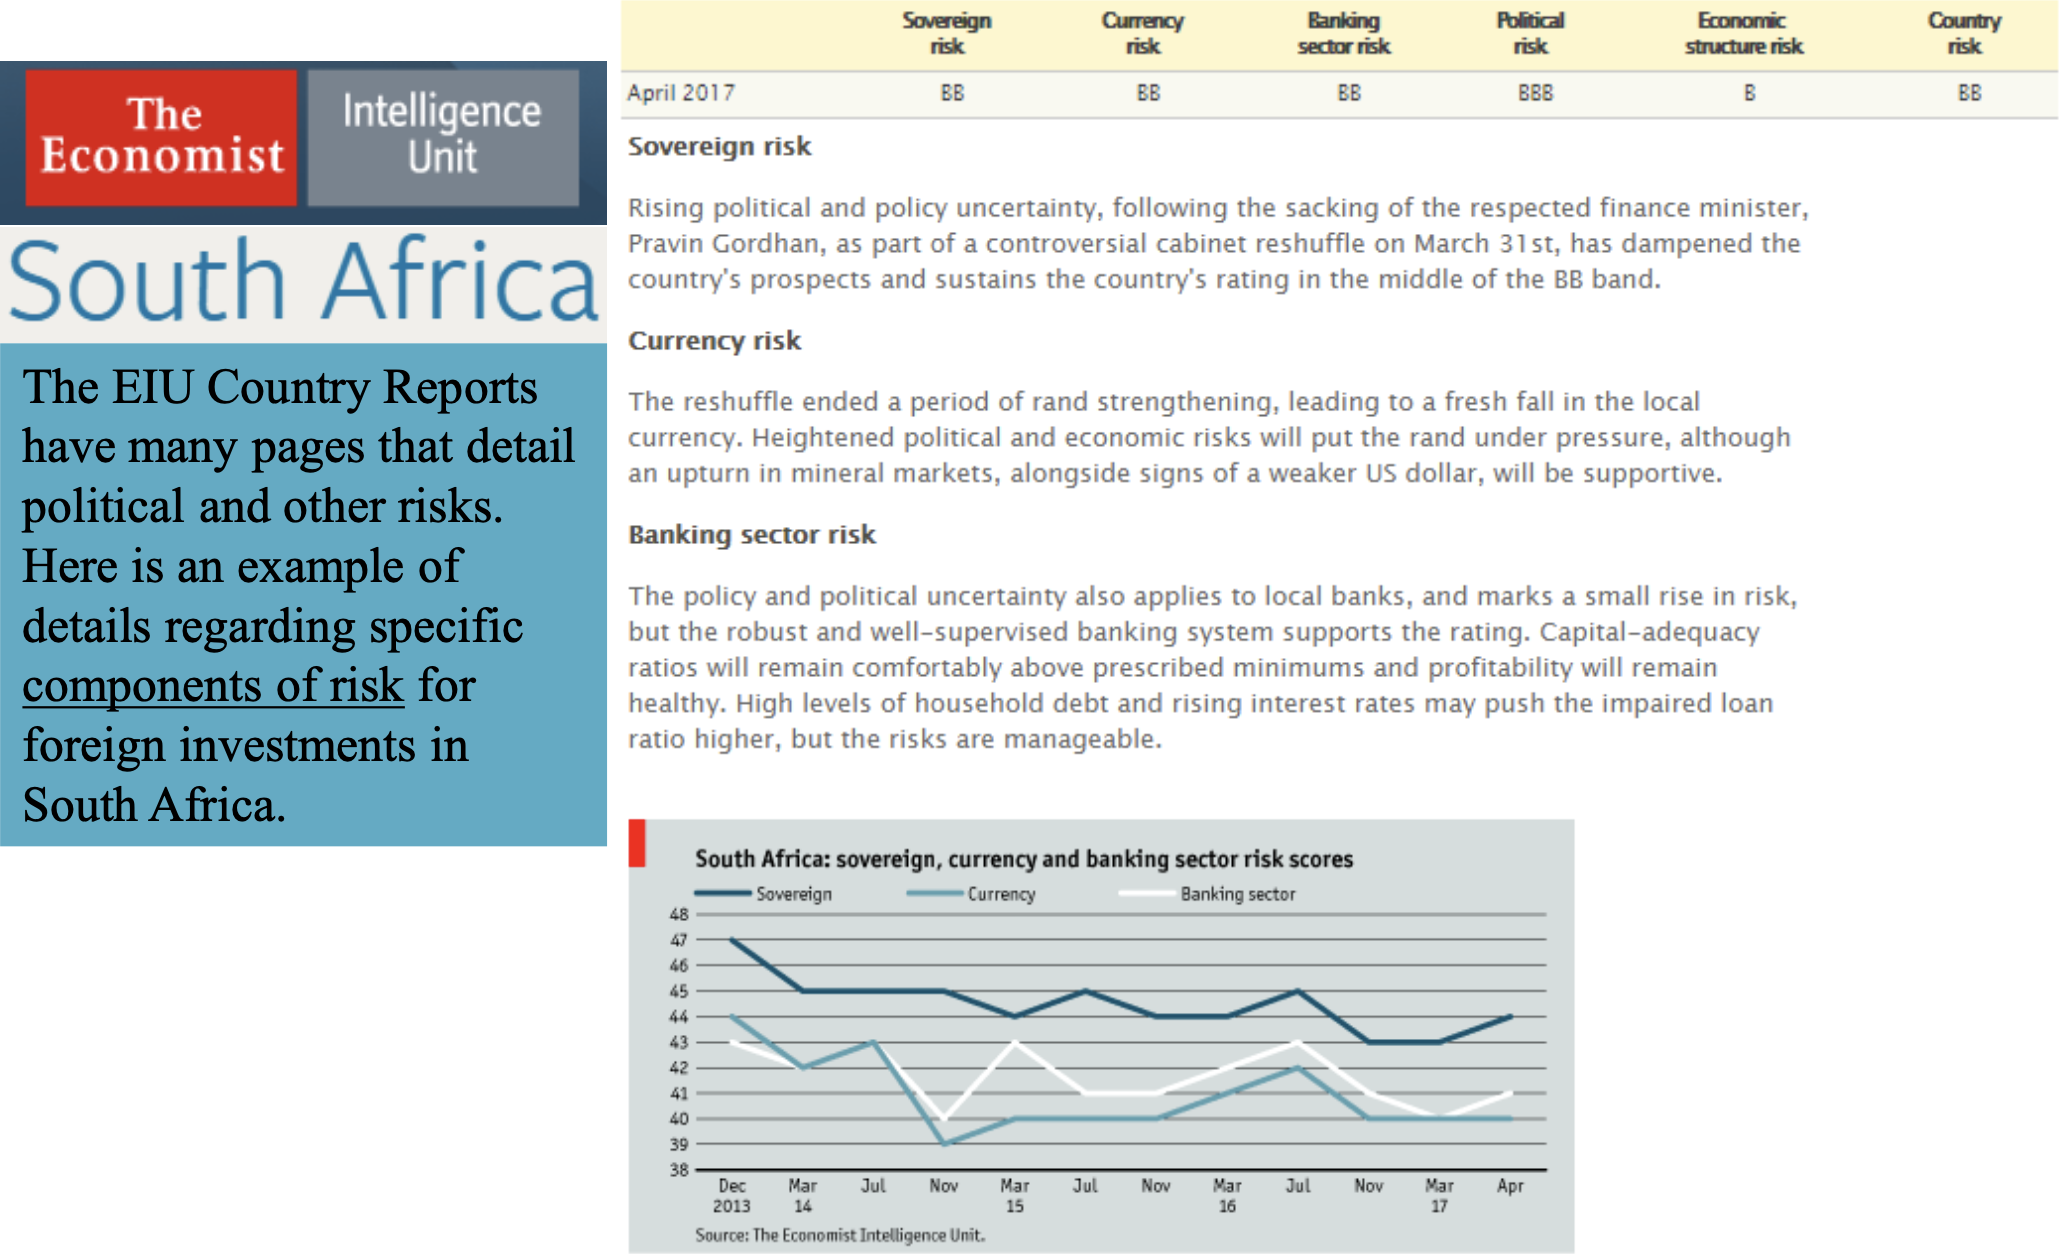 The
Economist
Intelligence
Unit
South Africa
The EIU Country Reports
have many pages that detail
political and other risks.
Here is an example of
details regarding specific
components of risk for
foreign investments in
South Africa.
Sovereign risk Currency risk Banking sector risk Political risk Economic structure risk Country risk
April 2017 BB BB BB BBB B BB
Sovereign risk
Rising political and policy uncertainty, following the sacking of the respected finance minister,
Pravin Gordhan, as part of a controversial cabinet reshuffle on March 31st, has dampened the
country's prospects and sustains the country's rating in the middle of the BB band.
Currency risk
The reshuffle ended a period of rand strengthening, leading to a fresh fall in the local
currency. Heightened political and economic risks will put the rand under pressure, although
an upturn in mineral markets, alongside signs of a weaker US dollar, will be supportive.
Banking sector risk
The policy and political uncertainty also applies to local banks, and marks a small rise in risk,
but the robust and well-supervised banking system supports the rating. Capital-adequacy
ratios will remain comfortably above prescribed minimums and profitability will remain
healthy. High levels of household debt and rising interest rates may push the impaired loan
ratio higher, but the risks are manageable.
South Africa: sovereign, currency and banking sector risk scores
Sovereign Currency Banking sector
48
47
46
45
44
43
42
41
40
39
38
Dec Mar Jul Nov Mar Jul Nov Mar Jul Nov Mar Apr
2013 14 15 16 17
Source: The Economist Intelligence Unit.